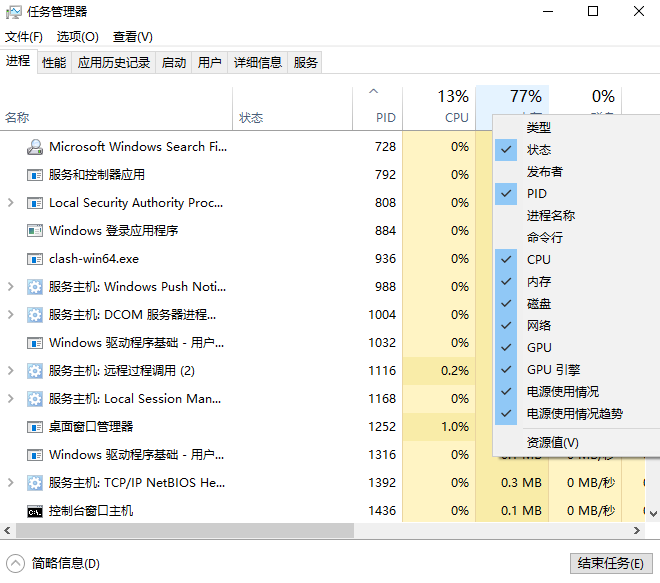 任务管理器
文件(F) 选项(O) 查看(V)
进程 性能 应用历史记录 启动 用户 详细信息 服务
13% 77% 0%
名称 状态 PID CPU
Microsoft Windows Search Fi... 728 0%
服务和控制器应用 792 0%
Local Security Authority Proc... 808 0%
Windows 登录应用程序 884 0%
clash-win64.exe 936 0%
服务主机: Windows Push Noti... 988 0%
服务主机: DCOM 服务器进程... 1004 0%
Windows 驱动程序基础 - 用户... 1032 0%
服务主机: 远程过程调用 (2) 1116 0.2%
服务主机: Local Session Man... 1168 0%
桌面窗口管理器 1252 1.0%
Windows 驱动程序基础 - 用户... 1316 0%
服务主机: TCP/IP NetBIOS He... 1392 0% 0.3 MB 0 MB/秒
控制台窗口主机 1436 0% 0.1 MB 0 MB/秒
类型
状态
发布者
PID
进程名称
命令行
CPU
内存
磁盘
网络
GPU
GPU 引擎
电源使用情况
电源使用情况趋势
资源值(V)
简略信息(D)
结束任务(E)